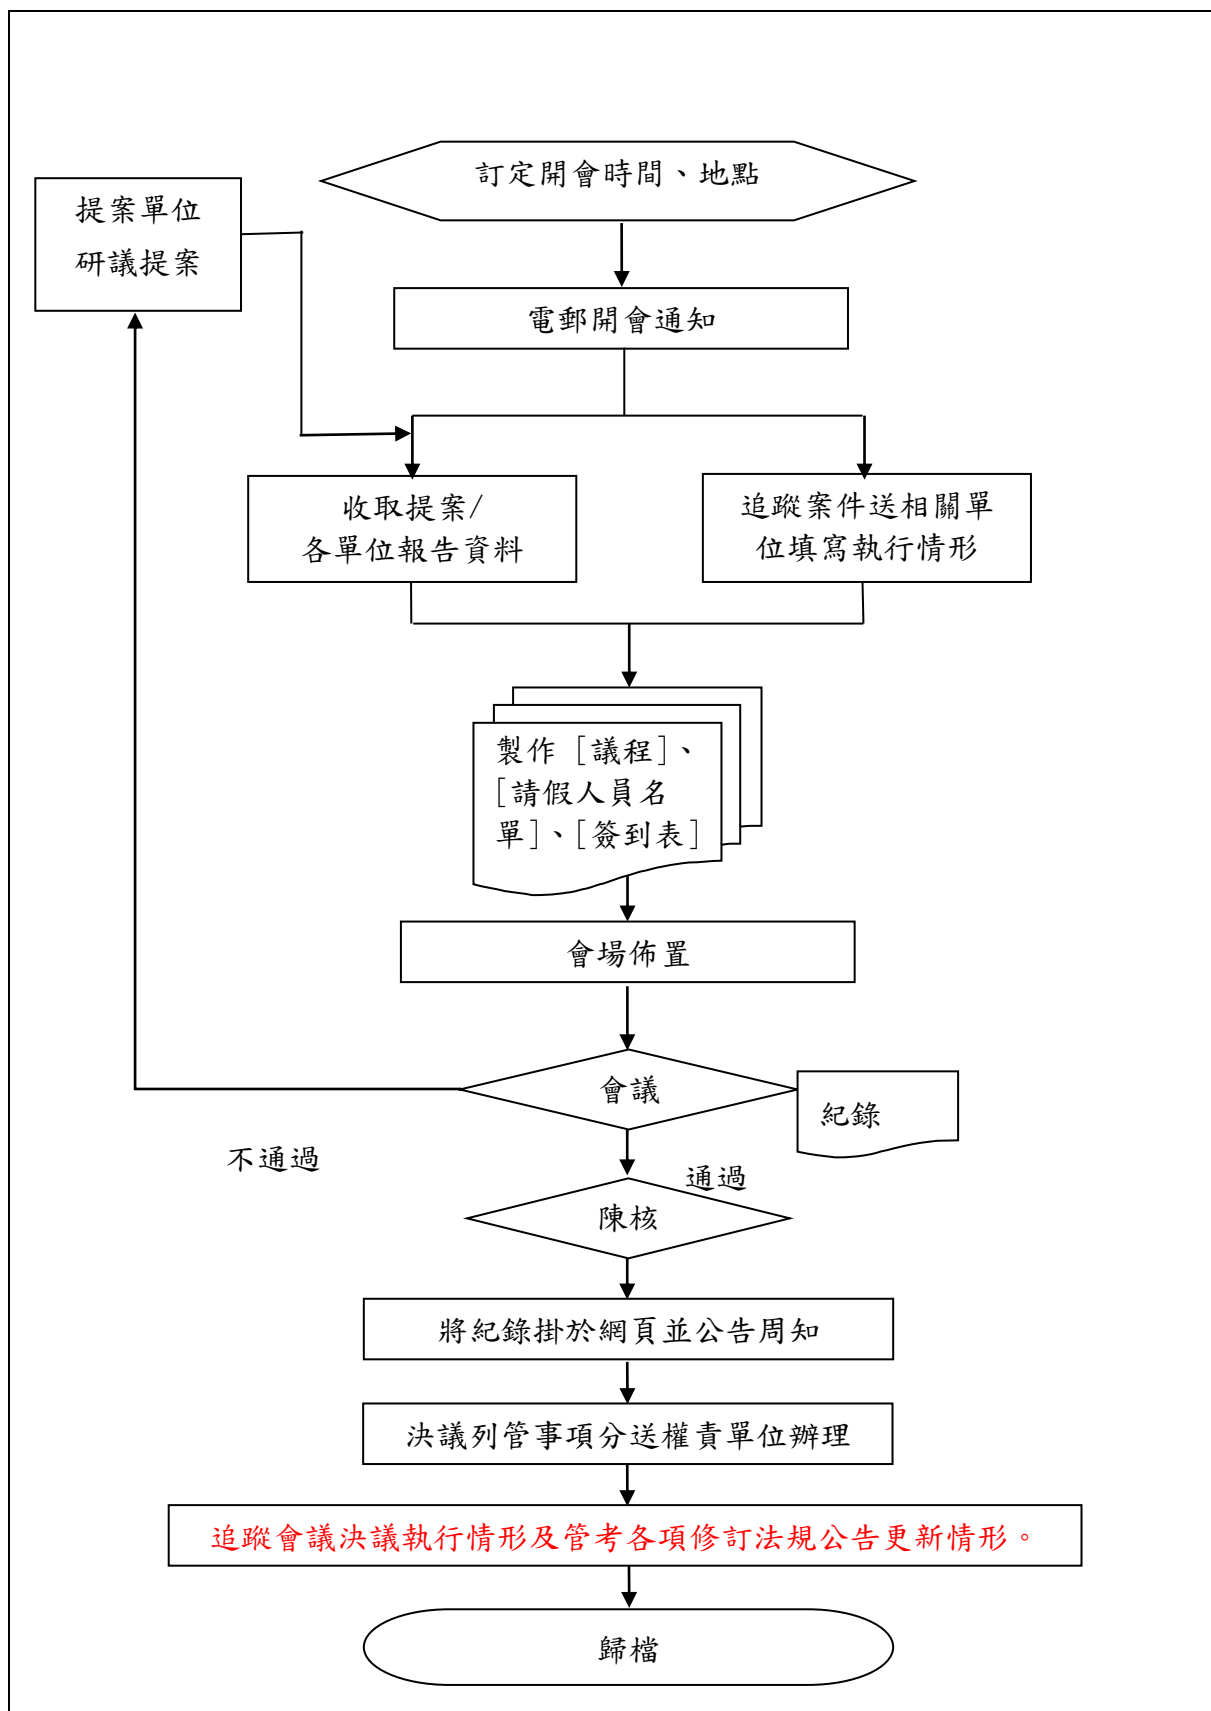 訂定開會時間、地點
提案單位
研議提案
電郵開會通知
收取提案/
各單位報告資料
追蹤案件送相關單
位填寫執行情形
製作 [議程]、
[請假人員名
單]、[簽到表]
會場佈置
會議
紀錄
不通過
通過
陳核
將紀錄掛於網頁並公告周知
決議列管事項分送權責單位辦理
追蹤會議決議執行情形及管考各項修訂法規公告更新情形。
歸檔